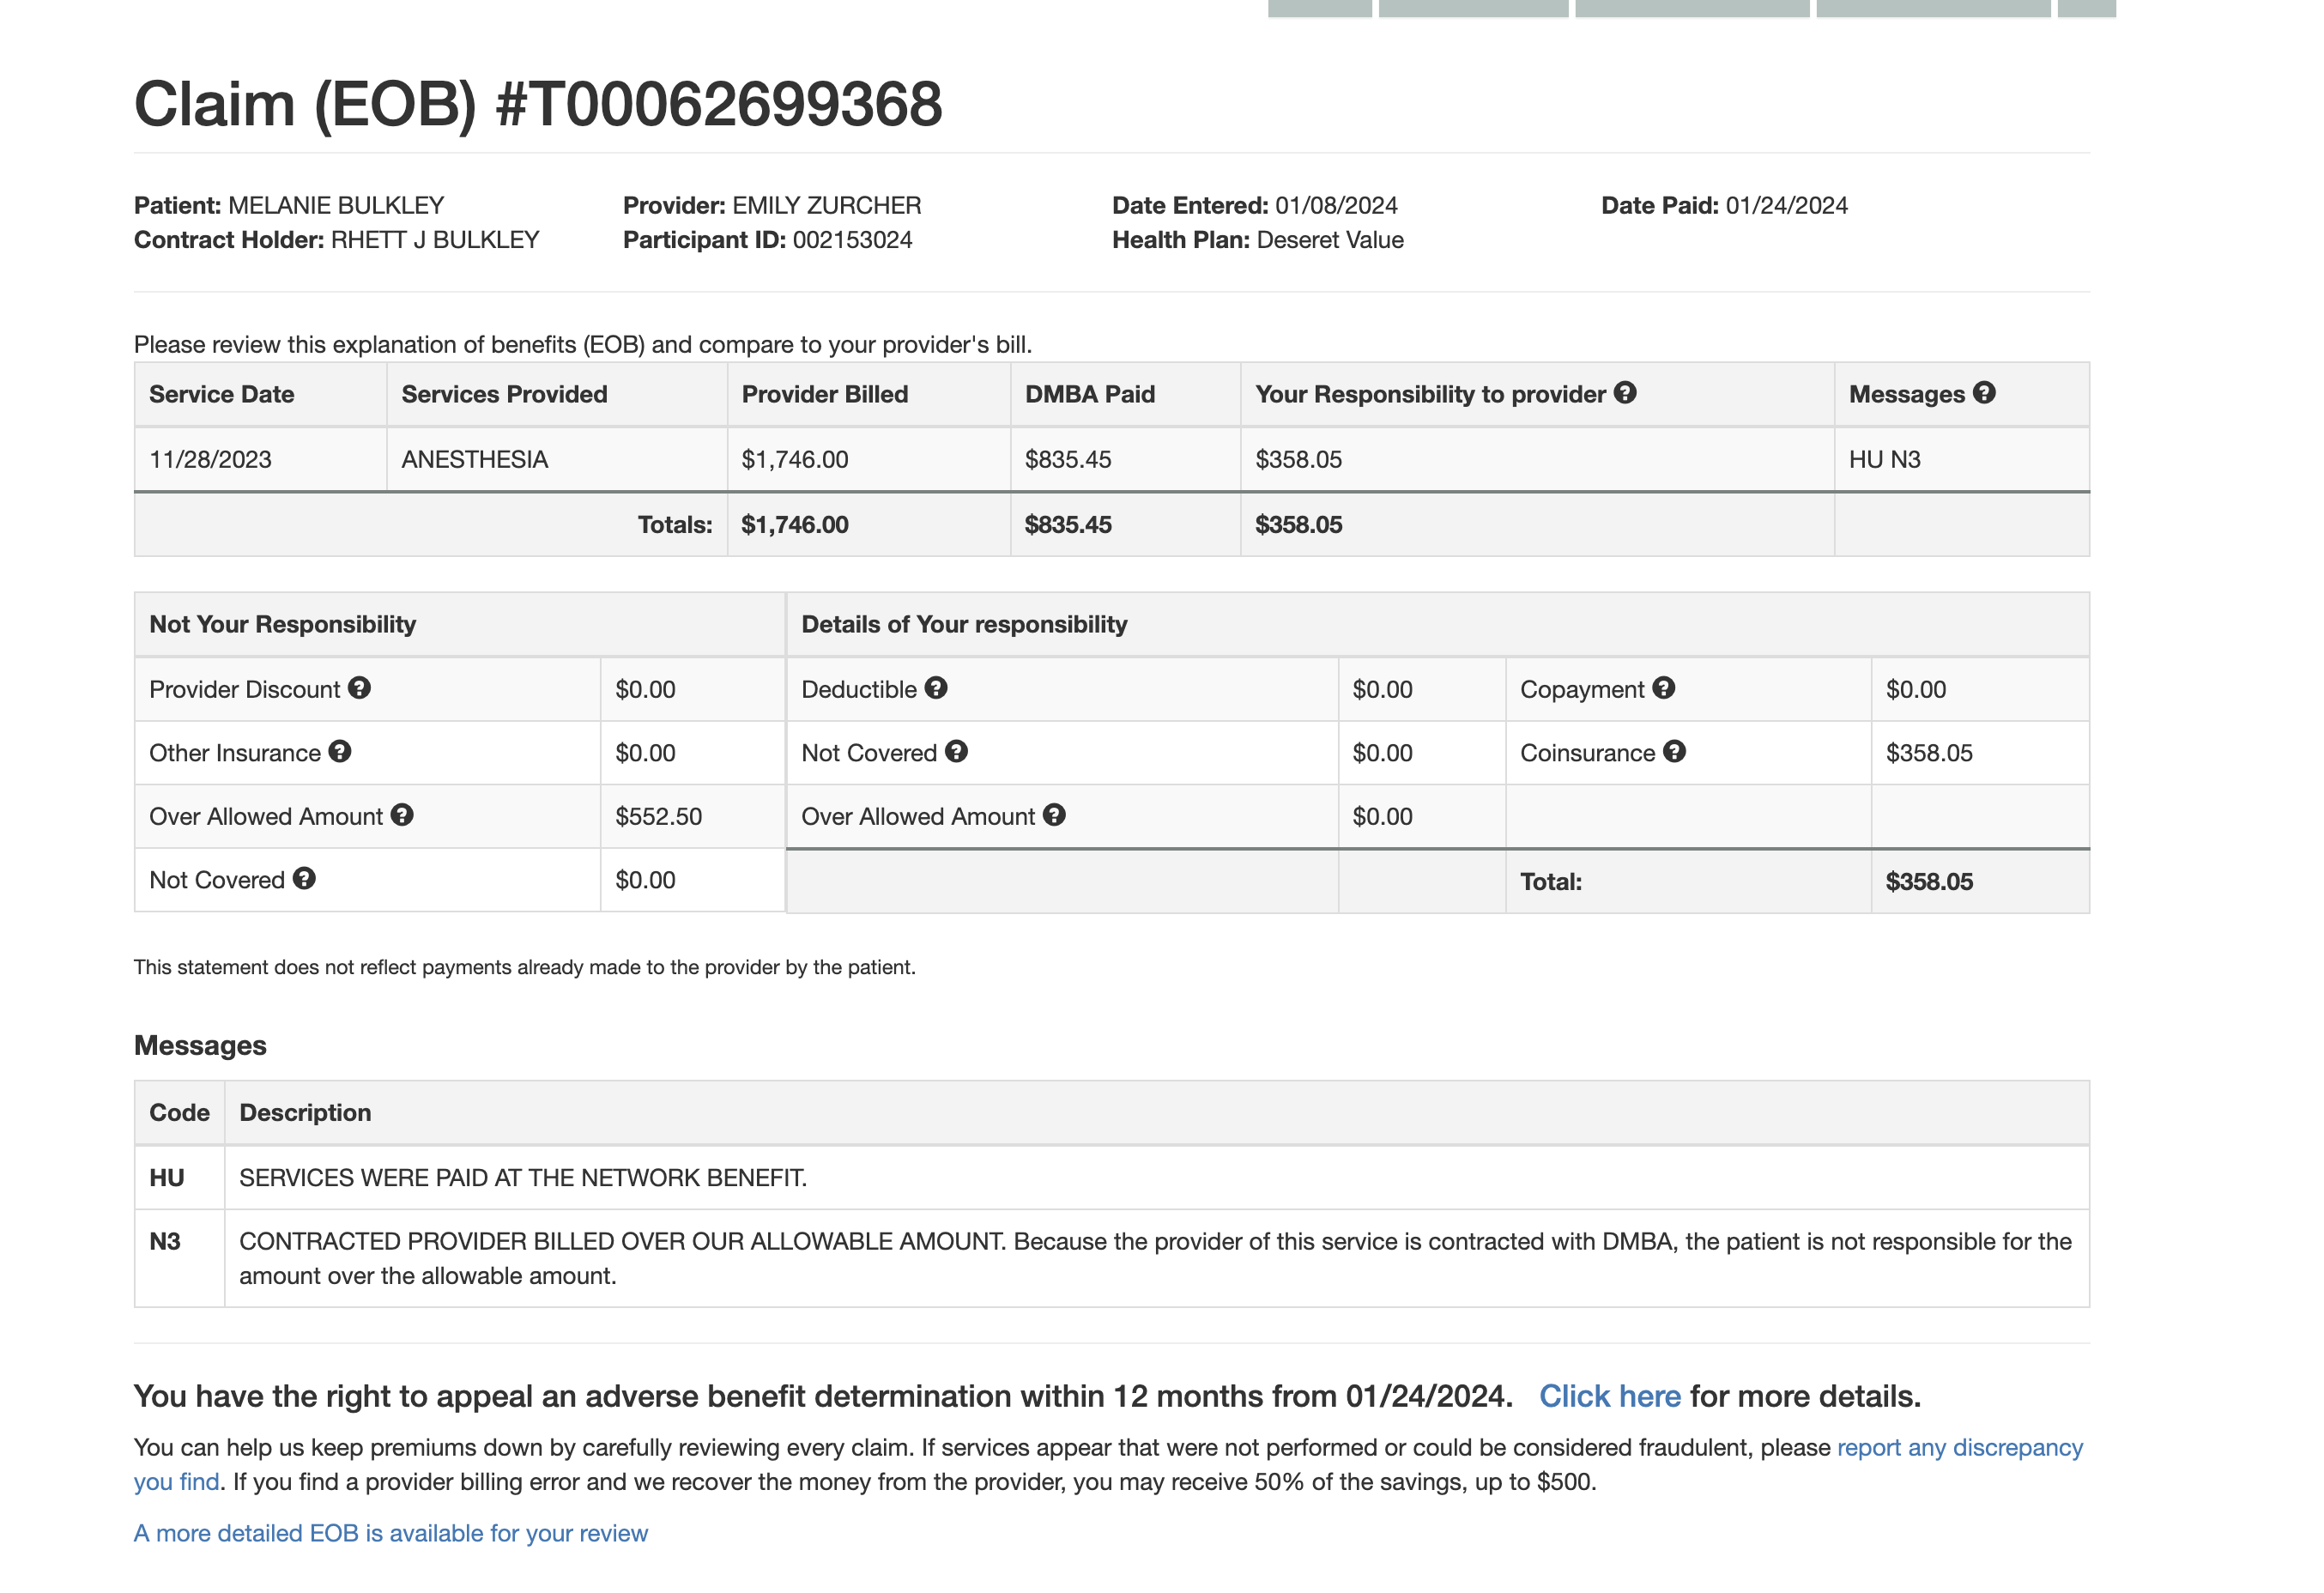 Claim (EOB) #T00062699368
Patient: MELANIE BULKLEY Provider: EMILY ZURCHER Date Entered: 01/08/2024 Date Paid: 01/24/2024
Contract Holder: RHETT J BULKLEY Participant ID: 002153024 Health Plan: Deseret Value
Please review this explanation of benefits (EOB) and compare to your provider's bill.
Service Date Services Provided Provider Billed DMBA Paid Your Responsibility to provider ? Messages ?
11/28/2023 ANESTHESIA $1,746.00 $835.45 $358.05 HU N3
Totals: $1,746.00 $835.45 $358.05
Not Your Responsibility Details of Your responsibility
Provider Discount ? $0.00 Deductible ? $0.00 Copayment ? $0.00
Other Insurance ? $0.00 Not Covered ? $0.00 Coinsurance ? $358.05
Over Allowed Amount ? $552.50 Over Allowed Amount ? $0.00
Not Covered ? $0.00 Total: $358.05
This statement does not reflect payments already made to the provider by the patient.
Messages
Code Description
HU SERVICES WERE PAID AT THE NETWORK BENEFIT.
N3 CONTRACTED PROVIDER BILLED OVER OUR ALLOWABLE AMOUNT. Because the provider of this service is contracted with DMBA, the patient is not responsible for the
amount over the allowable amount.
You have the right to appeal an adverse benefit determination within 12 months from 01/24/2024. Click here for more details.
You can help us keep premiums down by carefully reviewing every claim. If services appear that were not performed or could be considered fraudulent, please report any discrepancy
you find. If you find a provider billing error and we recover the money from the provider, you may receive 50% of the savings, up to $500.
A more detailed EOB is available for your review